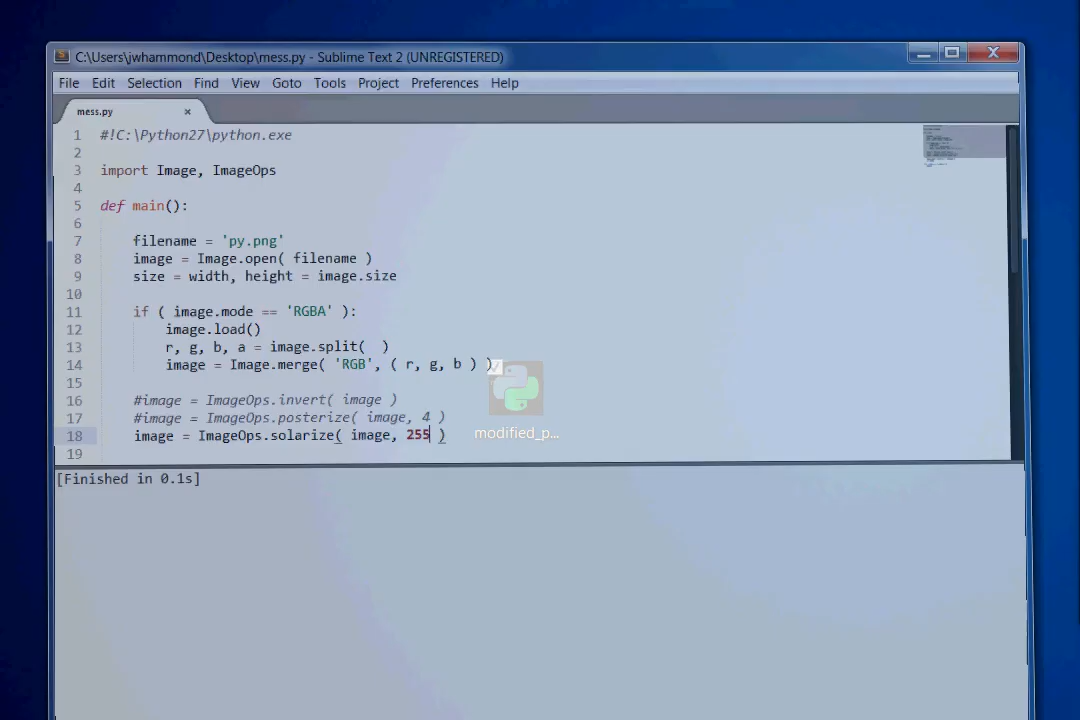 C:\Users\jwhammond\Desktop\mess.py - Sublime Text 2 (UNREGISTERED)
File Edit Selection Find View Goto Tools Project Preferences Help
mess.py
1 #!C:\Python27\python.exe
2
3 import Image, ImageOps
4
5 def main():
6
7 filename = 'py.png'
8 image = Image.open( filename )
9 size = width, height = image.size
10
11 if ( image.mode == 'RGBA' ):
12 image.load()
13 r, g, b, a = image.split( )
14 image = Image.merge( 'RGB', ( r, g, b ) )
15
16 #image = ImageOps.invert( image )
17 #image = ImageOps.posterize( image, 4 )
18 image = ImageOps.solarize( image, 255 )
19
modified_p...
[Finished in 0.1s]